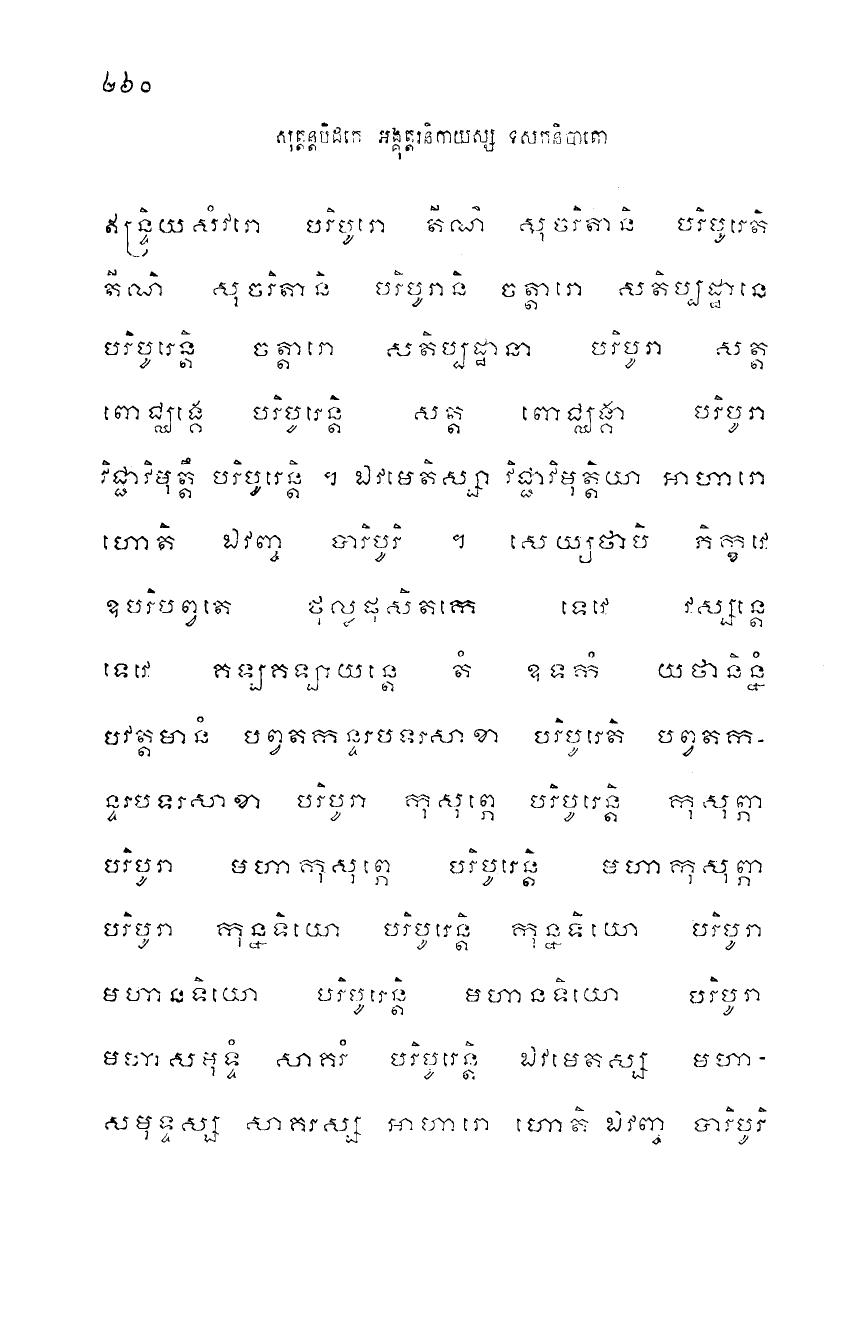 ២៦០
សុត្តន្តបិដកេ អង្គុត្តរនិកាយស្ស ទសកនិបាតោ
ឥន្ទ្រិយសំវរោ បរិបូរោ តីណិ សុចរិតានិ បរិបូរេតិ
តីណិ សុចរិតានិ បរិបូរានិ ចត្តារោ សតិប្បដ្ឋានេ
បរិបូរេន្តិ ចត្តារោ សតិប្បដ្ឋានា បរិបូរា សត្ត
ពោជ្ឈង្គេ បរិបូរេន្តិ សត្ត ពោជ្ឈង្គា បរិបូរា
វិជ្ជាវិមុត្តឹ បរិបូរេន្តិ ។ ឯវមេតិស្សា វិជ្ជាវិមុត្តិយា អាហារោ
ហោតិ ឯវញ្ច បារិបូរិ ។ សេយ្យថាបិ ភិក្ខវេ
ឧបរិបព្វតេ ថុល្លផុសិតកេ ទេវេ វស្សន្តេ
ទេវេ គឡគឡាយន្តេ តំ ឧទកំ យថានិន្នំ
បវត្តមានំ បព្វតកន្ទរបទរសាខា បរិបូរេតិ បព្វតក-
ន្ទរបទរសាខា បរិបូរា កុសុព្ភេ បរិបូរេន្តិ កុសុព្ភា
បរិបូរា មហាកុសុព្ភេ បរិបូរេន្តិ មហាកុសុព្ភា
បរិបូរា កុន្នទិយោ បរិបូរេន្តិ កុន្នទិយោ បរិបូរា
មហានទិយោ បរិបូរេន្តិ មហានទិយោ បរិបូរា
មហាសមុទ្ទំ សាគរំ បរិបូរេន្តិ ឯវមេតស្ស មហា-
សមុទ្ទស្ស សាគរស្ស អាហារោ ហោតិ ឯវញ្ច បារិបូរិ